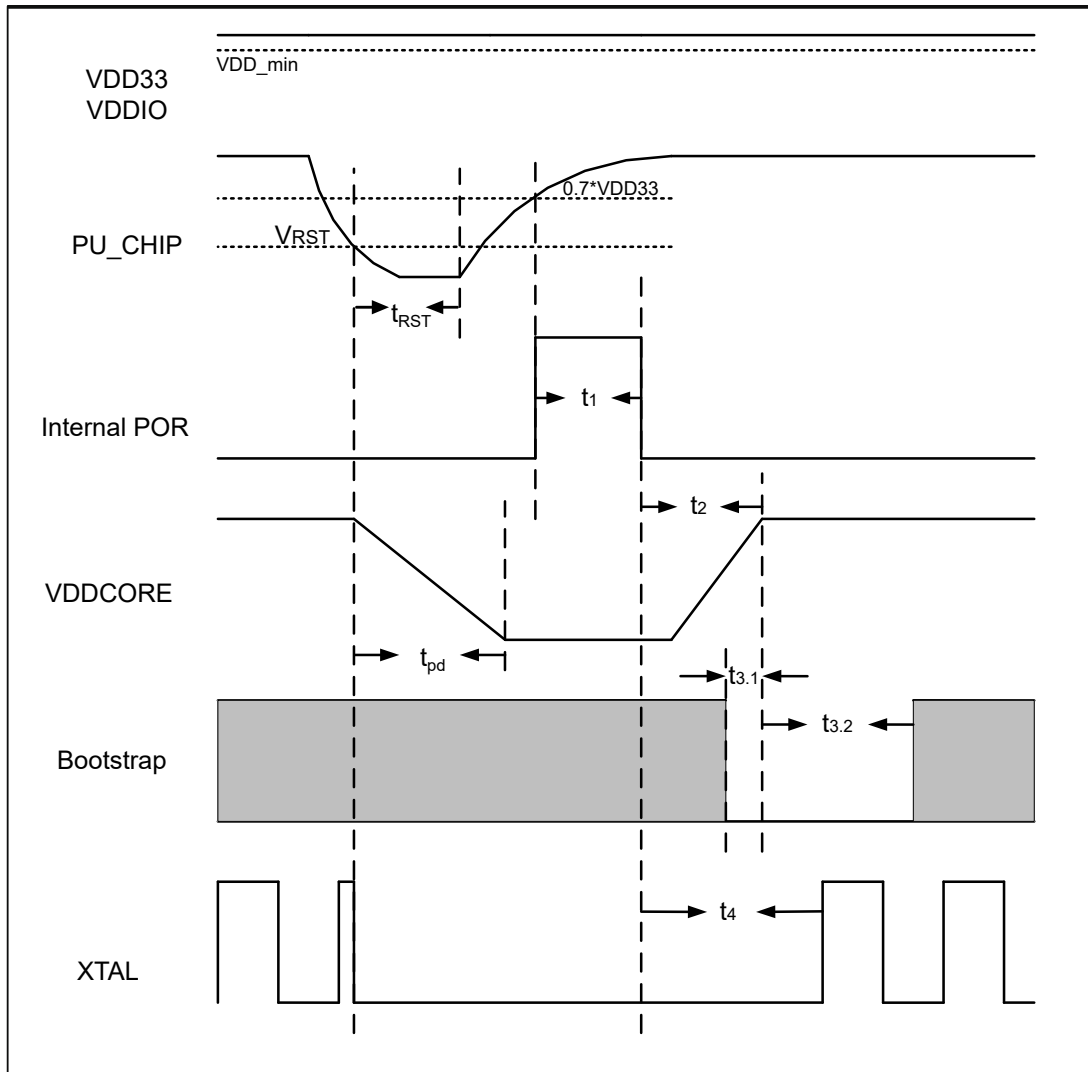 VDD_min
VDD33
VDDIO
0.7*VDD33
VRST
PU_CHIP
tRST
t1
Internal POR
t2
VDDCORE
tpd
t3.1
t3.2
Bootstrap
t4
XTAL